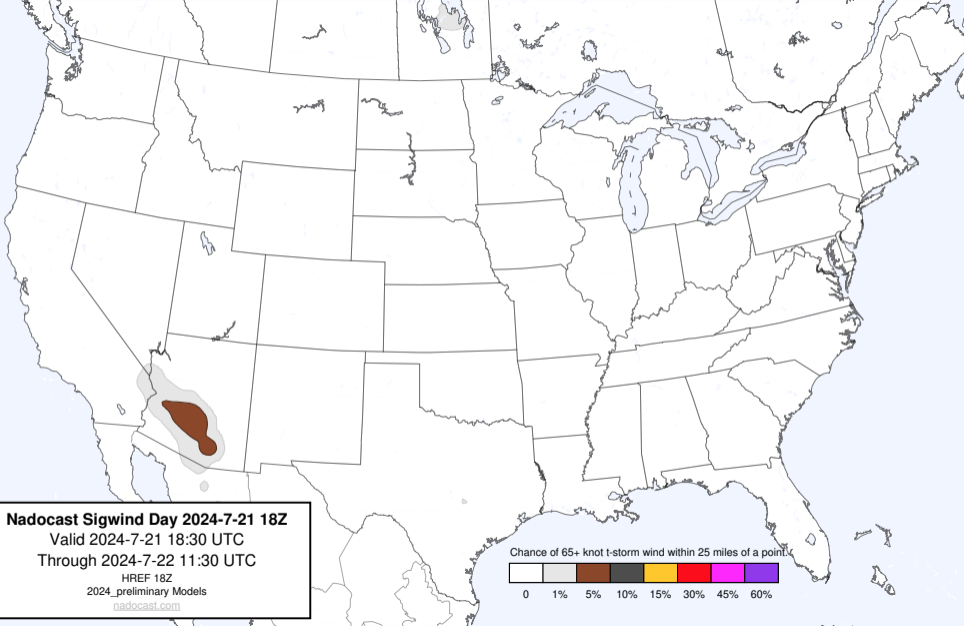 Nadocast Sigwind Day 2024-7-21 18Z
Valid 2024-7-21 18:30 UTC
Through 2024-7-22 11:30 UTC
HREF 18Z
2024_preliminary Models
nadocast.com
Chance of 65+ knot t-storm wind within 25 miles of a point.
0 1% 5% 10% 15% 30% 45% 60%